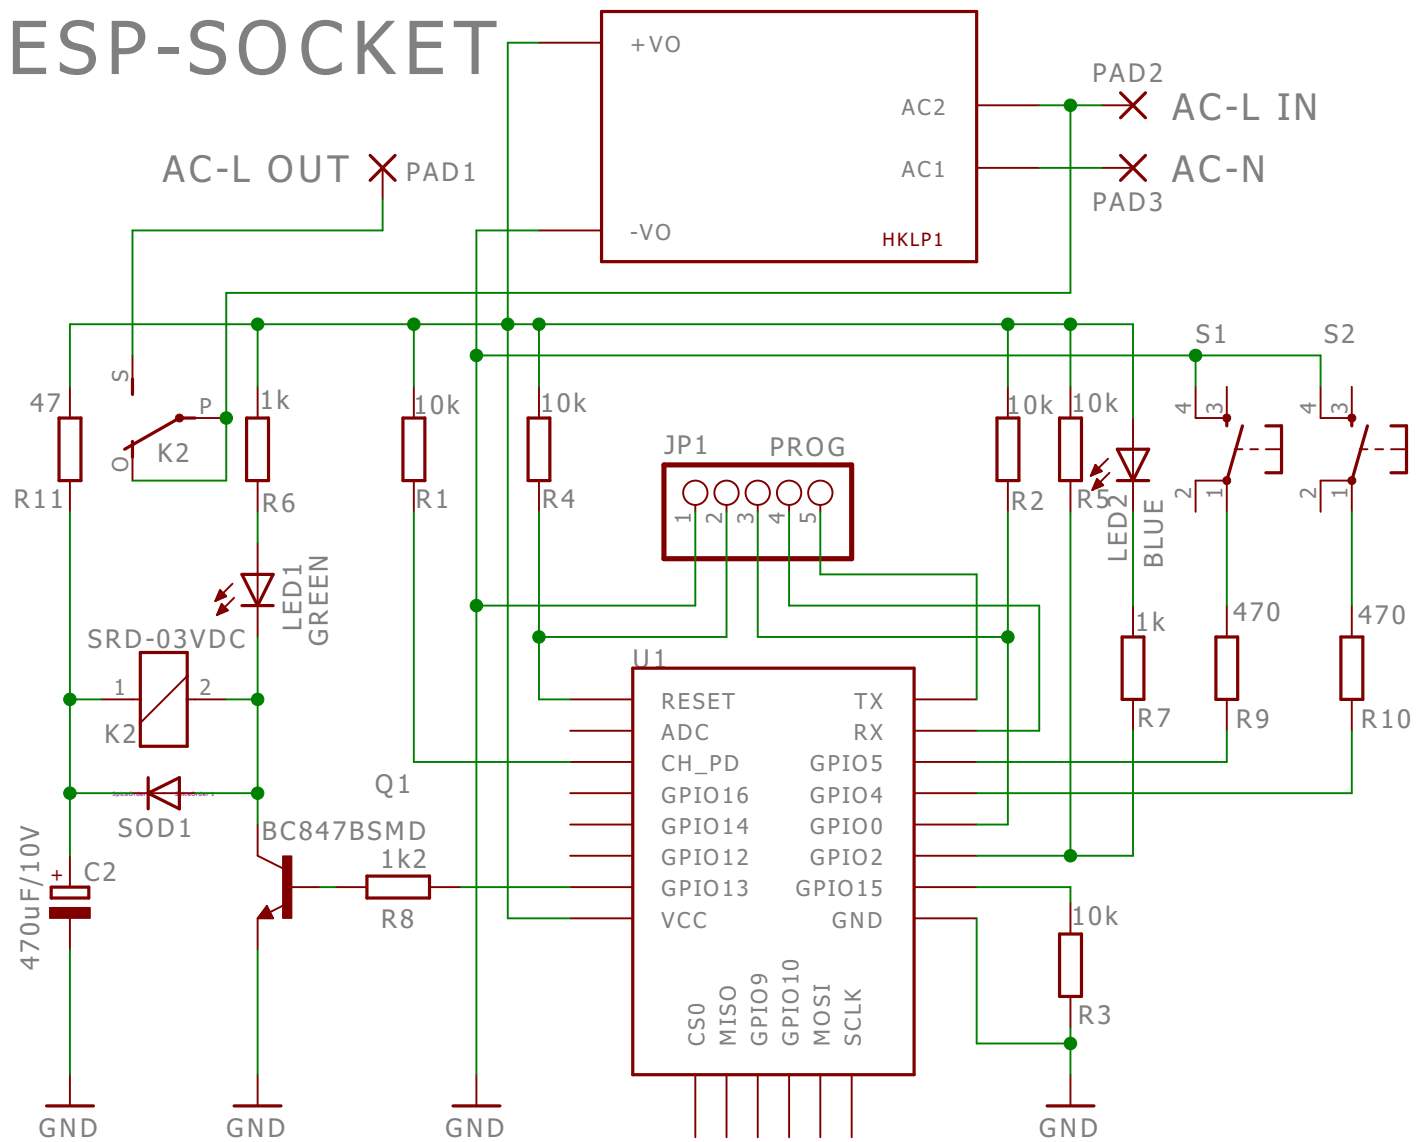 ESP-SOCKET
+VO
AC2
AC1
-VO
HKLP1
PAD2
AC-L IN
AC-N
PAD3
AC-L OUT
PAD1
S1
S2
S
P
O
K2
47
R11
1k
R6
10k
R1
10k
R4
JP1
PROG
1
2
3
4
5
10k
R2
10k
R5
LED2
BLUE
4
3
2
1
4
3
2
1
LED1
GREEN
SRD-03VDC
1
2
K2
SOD1
Q1
BC847BSMD
1k2
R8
+
C2
470uF/10V
1k
R7
470
R9
470
R10
U1
RESET
ADC
CH_PD
GPIO16
GPIO14
GPIO12
GPIO13
VCC
TX
RX
GPIO5
GPIO4
GPIO0
GPIO2
GPIO15
GND
CS0
MISO
GPIO9
GPIO10
MOSI
SCLK
10k
R3
GND
GND
GND
GND